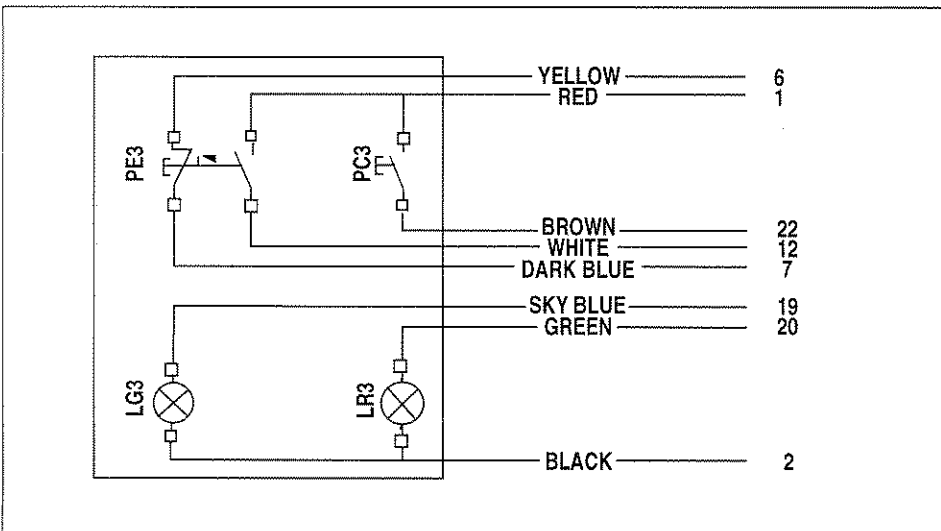 YELLOW 6
RED 1
PE3
PC3
BROWN 22
WHITE 12
DARK BLUE 7
SKY BLUE 19
GREEN 20
LG3
LR3
BLACK 2